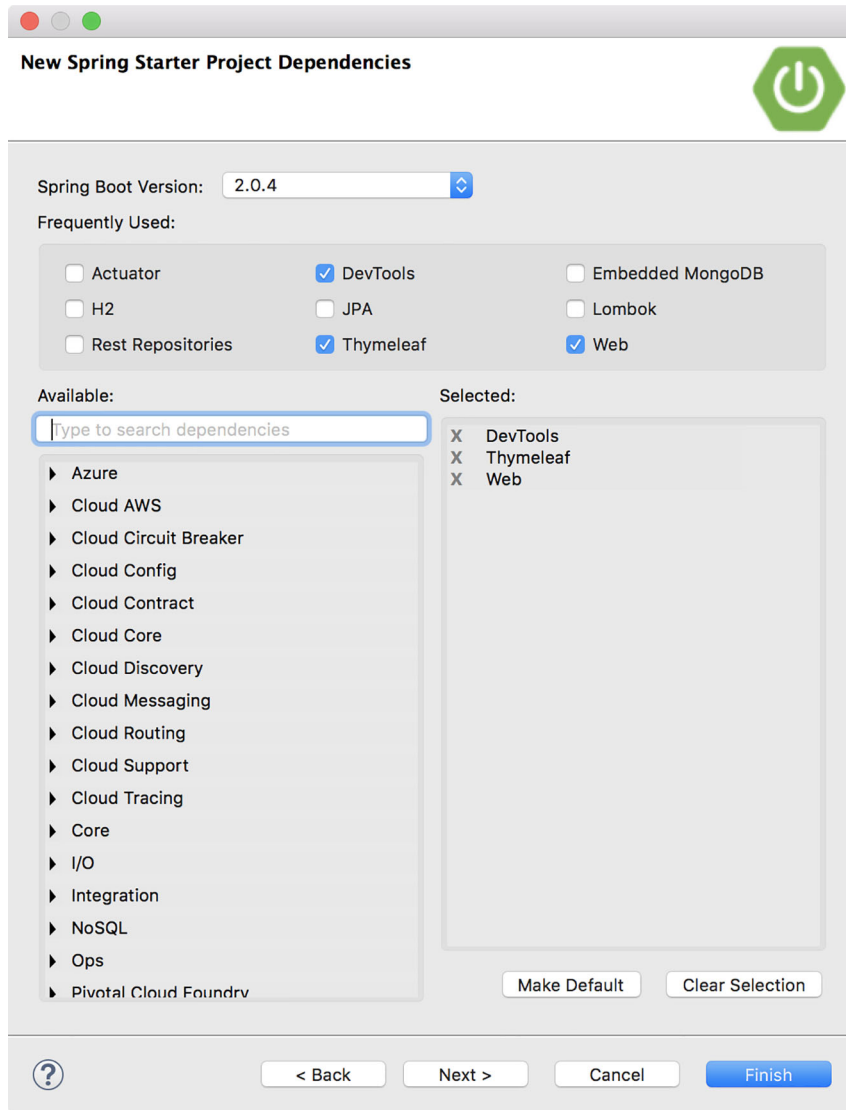 New Spring Starter Project Dependencies
Spring Boot Version: 2.0.4
Frequently Used:
Actuator DevTools Embedded MongoDB
H2 JPA Lombok
Rest Repositories Thymeleaf Web
Available: Selected:
Type to search dependencies
X DevTools
X Thymeleaf
X Web
Azure
Cloud AWS
Cloud Circuit Breaker
Cloud Config
Cloud Contract
Cloud Core
Cloud Discovery
Cloud Messaging
Cloud Routing
Cloud Support
Cloud Tracing
Core
I/O
Integration
NoSQL
Ops
Pivotal Cloud Foundry
Make Default Clear Selection
? < Back Next > Cancel Finish